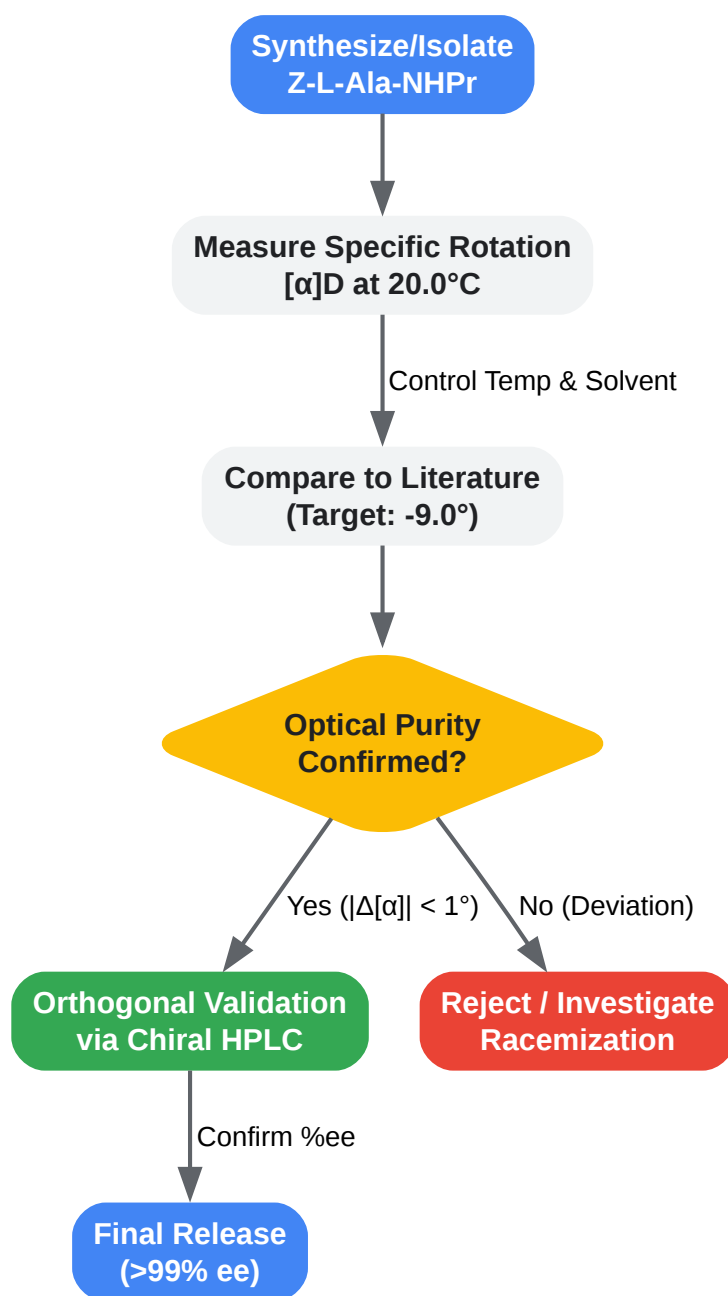 Synthesize/Isolate
Z-L-Ala-NHPr
Measure Specific Rotation
[α]D at 20.0°C
Control Temp & Solvent
Compare to Literature
(Target: -9.0°)
Optical Purity
Confirmed?
Yes (|Δ[α]| < 1°)
No (Deviation)
Orthogonal Validation
via Chiral HPLC
Reject / Investigate
Racemization
Confirm %ee
Final Release
(>99% ee)